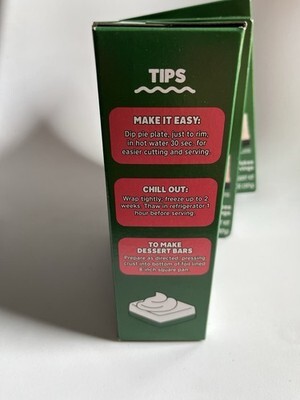 TIPS
MAKE IT EASY:
Dip pie plate, just to rim,
in hot water 30 sec. for
easier cutting and serving.
CHILL OUT:
Wrap tightly, freeze up to 2
weeks. Thaw in refrigerator 1
hour before serving.
TO MAKE
DESSERT BARS
Prepare as directed, pressing
crust into bottom of foil-lined
8-inch square pan.